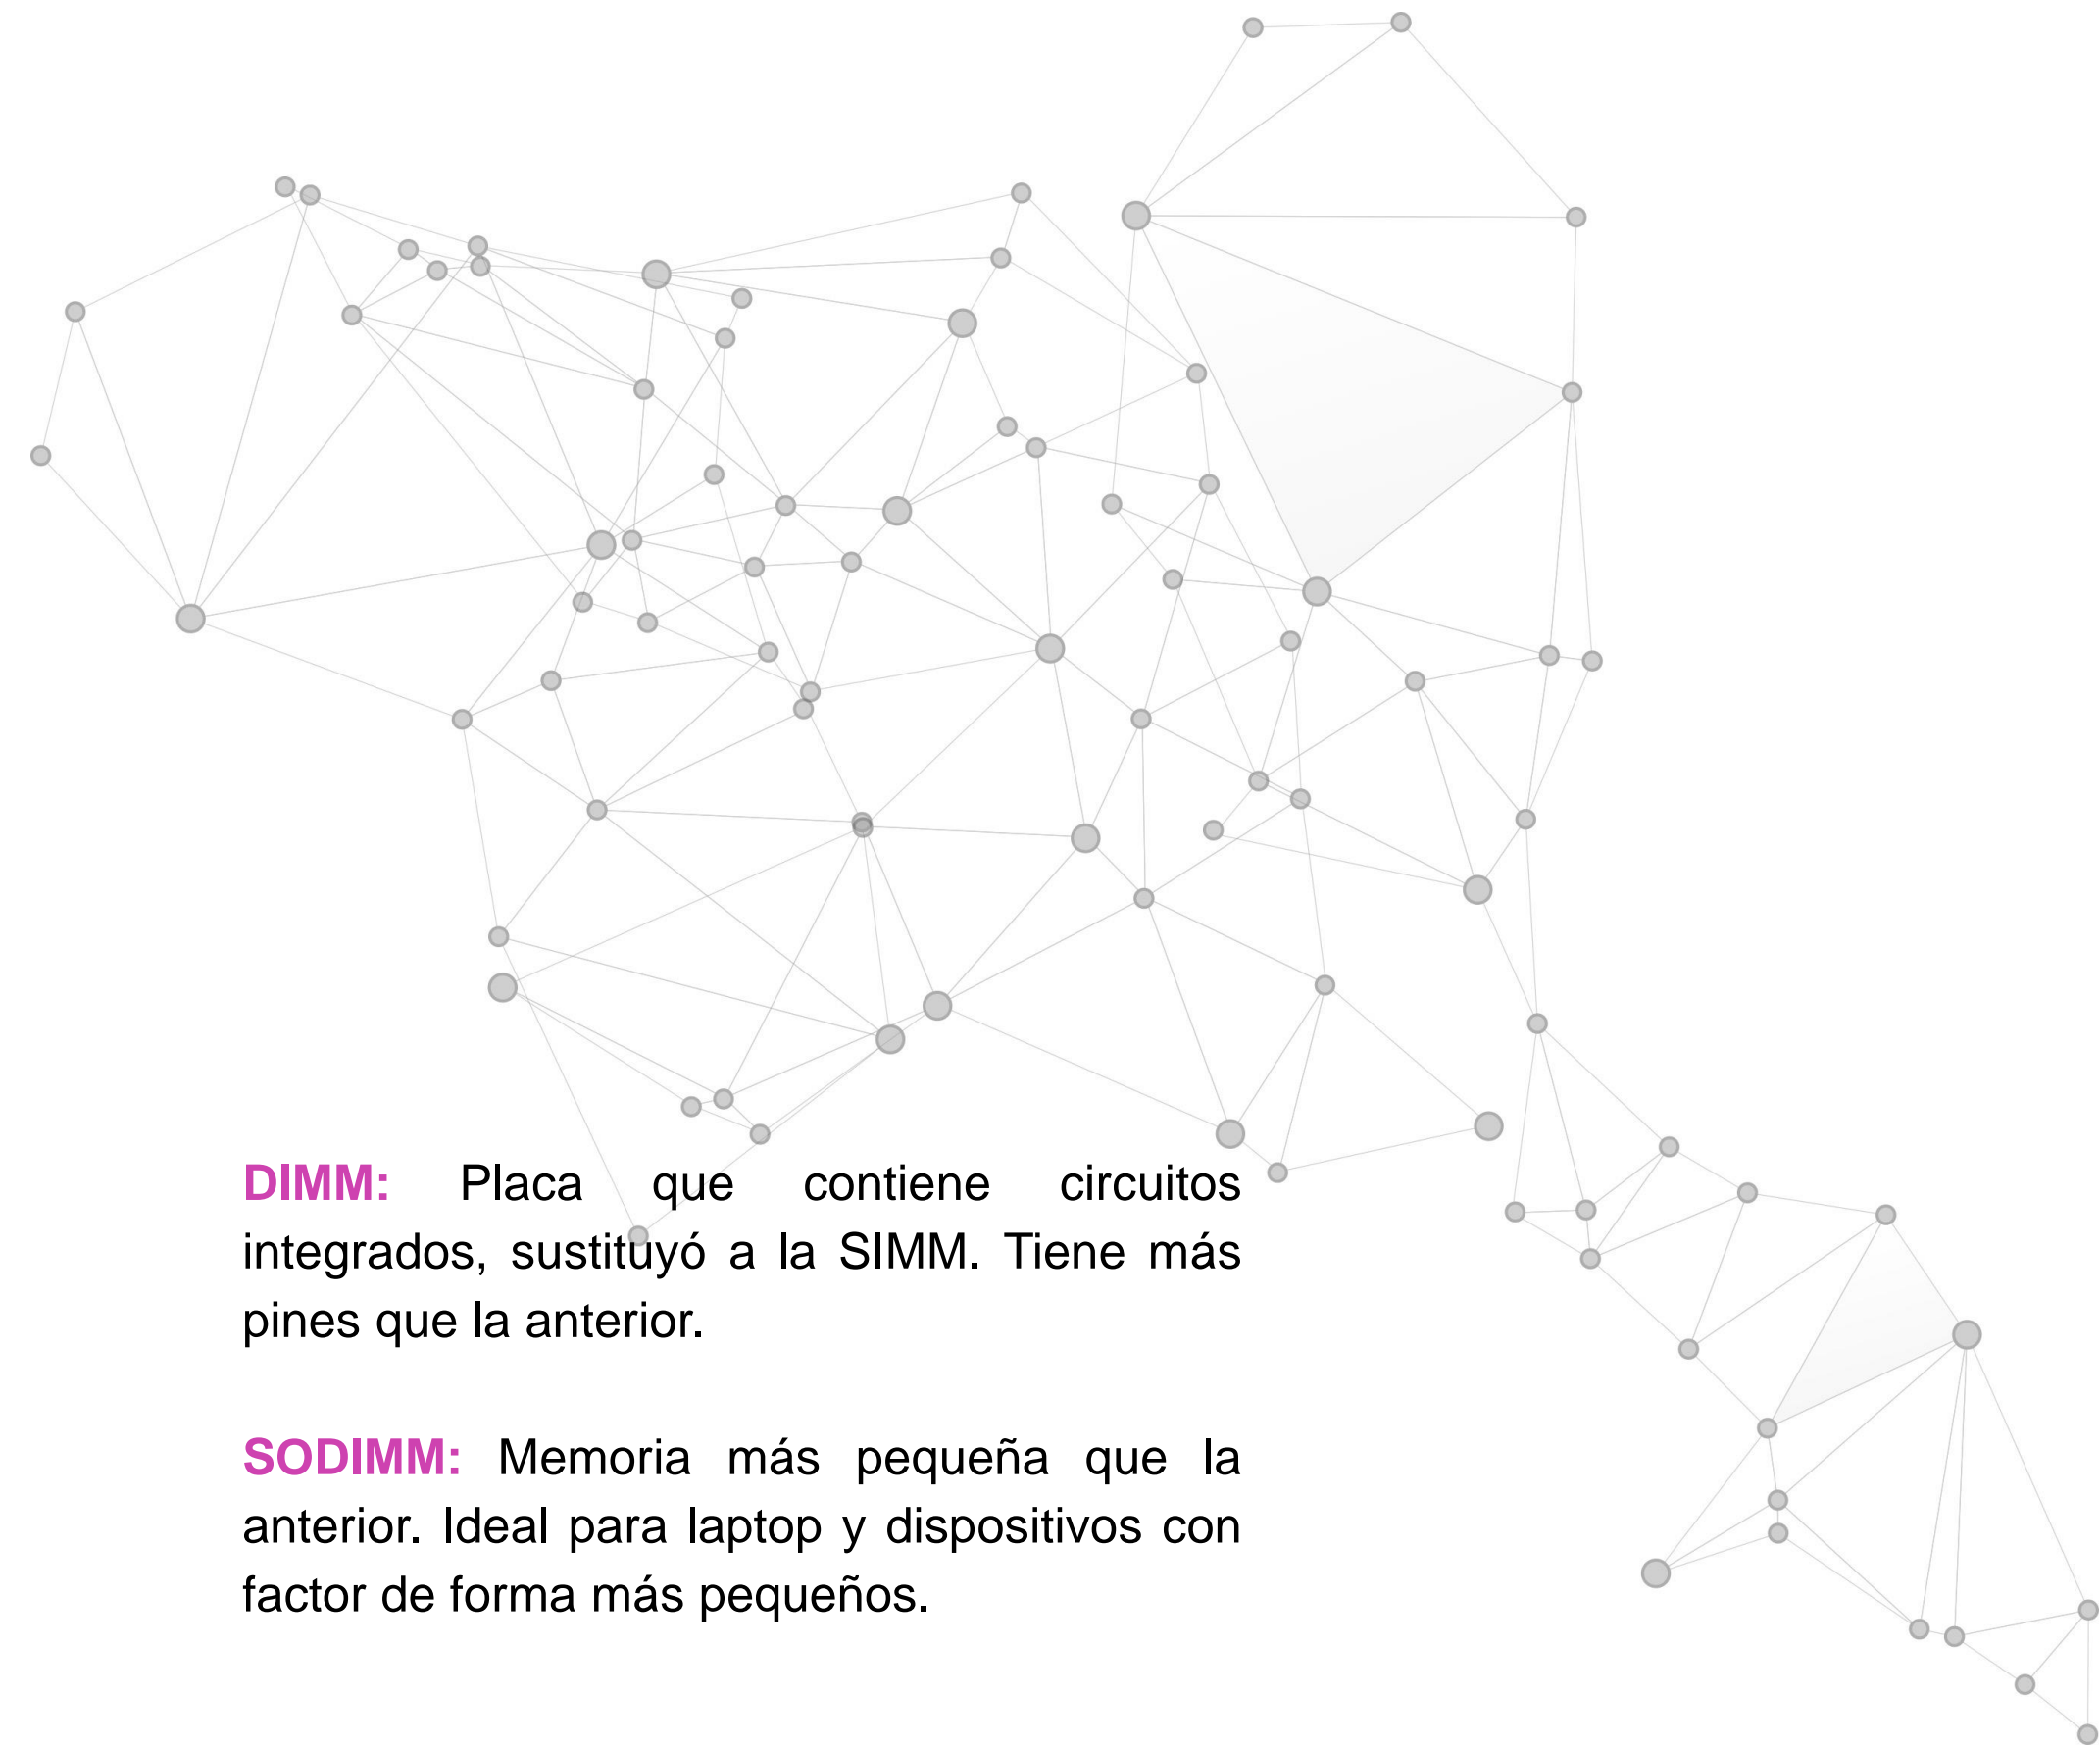 DIMM: Placa que contiene circuitos
integrados, sustituyó a la SIMM. Tiene más
pines que la anterior.
SODIMM: Memoria más pequeña que la
anterior. Ideal para laptop y dispositivos con
factor de forma más pequeños.